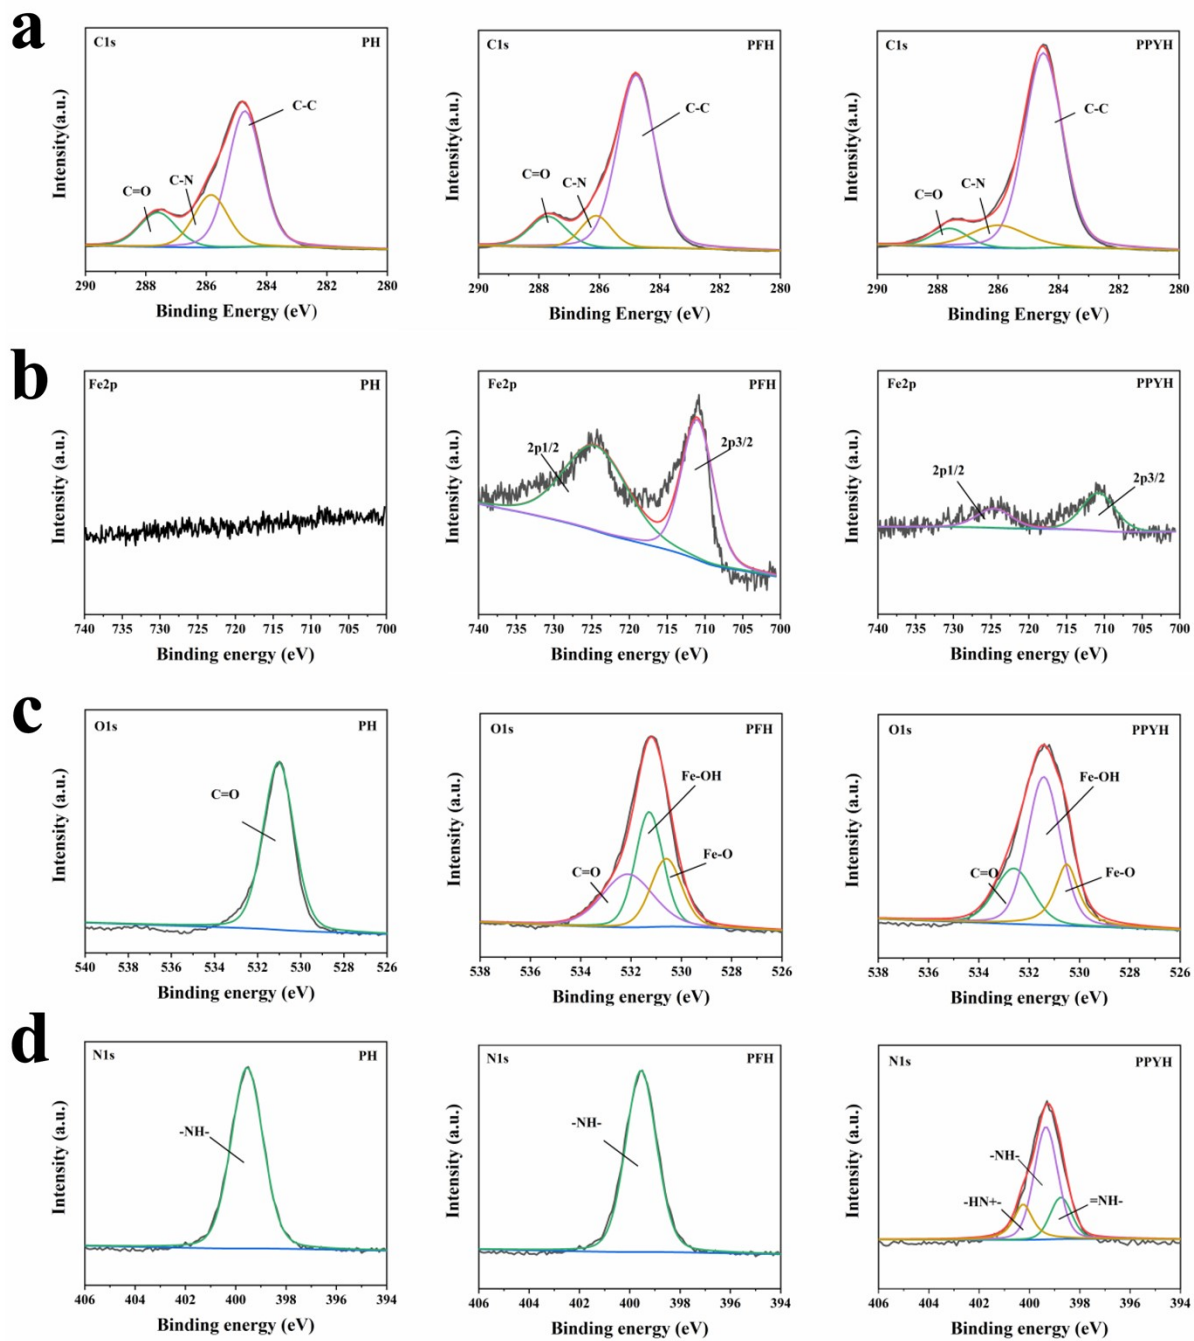 a
C1s PH
C-C
C-N
C=O
Intensity(a.u.)
290 288 286 284 282 280
Binding Energy (eV)
C1s PFH
C-C
C=O
C-N
Intensity(a.u.)
290 288 286 284 282 280
Binding Energy (eV)
C1s PPYH
C-C
C-N
C=O
Intensity(a.u.)
290 288 286 284 282 280
Binding Energy (eV)
b
Fe2p PH
Intensity (a.u.)
740 735 730 725 720 715 710 705 700
Binding energy (eV)
Fe2p PFH
2p1/2 2p3/2
Intensity (a.u.)
740 735 730 725 720 715 710 705 700
Binding energy (eV)
Fe2p PPYH
2p1/2 2p3/2
Intensity (a.u.)
740 735 730 725 720 715 710 705 700
Binding energy (eV)
c
O1s PH
C=O
Intensity (a.u.)
540 538 536 534 532 530 528 526
Binding energy (eV)
O1s PFH
Fe-OH
Fe-O
C=O
Intensity (a.u.)
538 536 534 532 530 528 526
Binding energy (eV)
O1s PPYH
Fe-OH
C=O Fe-O
Intensity (a.u.)
538 536 534 532 530 528 526
Binding energy (eV)
d
N1s PH
-NH-
Intensity (a.u.)
406 404 402 400 398 396 394
Binding energy (eV)
N1s PFH
-NH-
Intensity (a.u.)
406 404 402 400 398 396 394
Binding energy (eV)
N1s PPYH
-NH-
-HN+- =NH-
Intensity (a.u.)
406 404 402 400 398 396 394
Binding energy (eV)